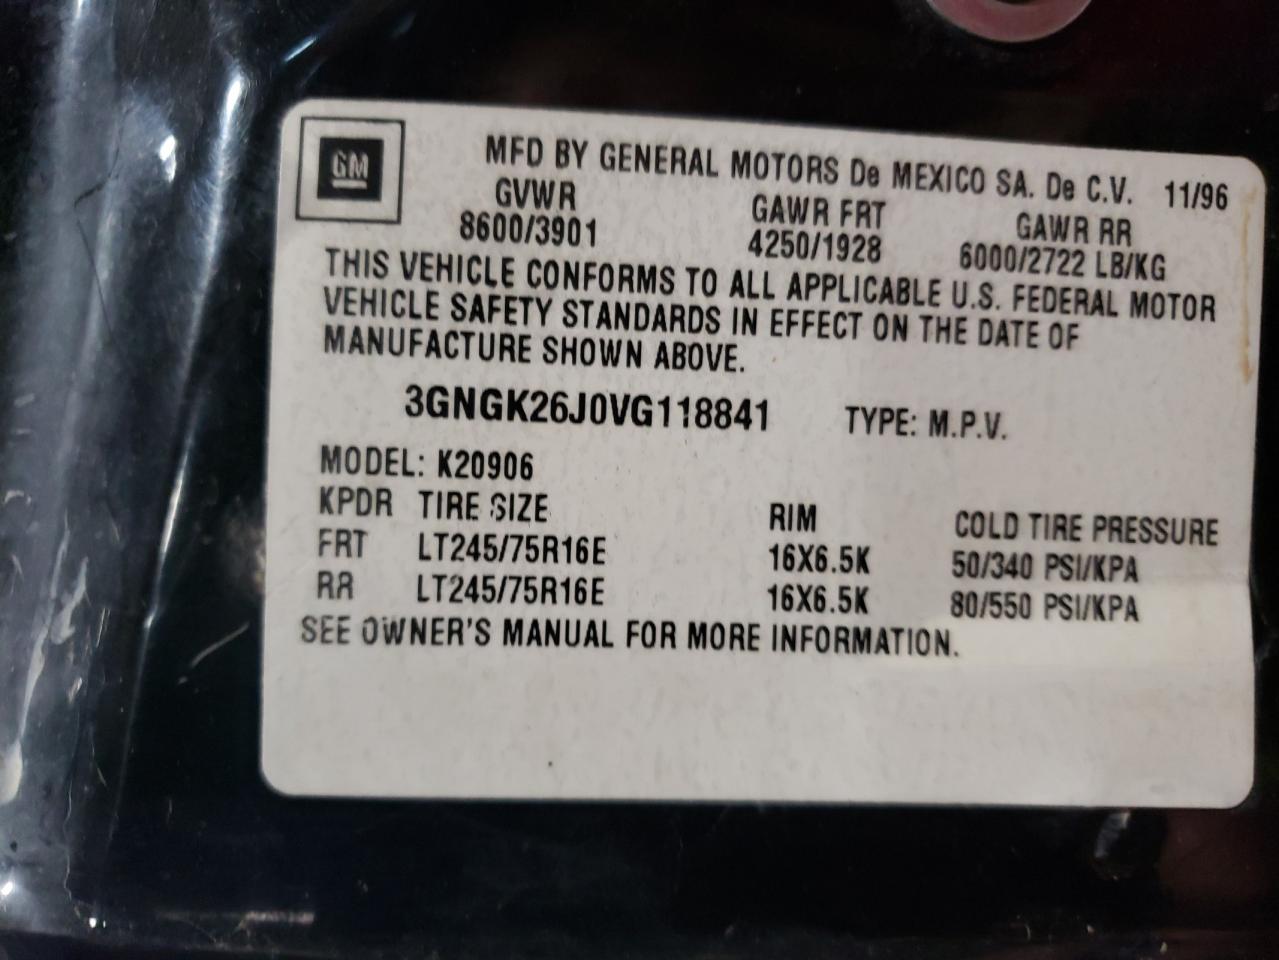 GM
MFD BY GENERAL MOTORS De MEXICO SA. De C.V. 11/96
GVWR GAWR FRT GAWR RR
8600/3901 4250/1928 6000/2722 LB/KG
THIS VEHICLE CONFORMS TO ALL APPLICABLE U.S. FEDERAL MOTOR
VEHICLE SAFETY STANDARDS IN EFFECT ON THE DATE OF
MANUFACTURE SHOWN ABOVE.
3GNGK26J0VG118841 TYPE: M.P.V.
MODEL: K20906
KPDR TIRE SIZE RIM COLD TIRE PRESSURE
FRT LT245/75R16E 16X6.5K 50/340 PSI/KPA
RR LT245/75R16E 16X6.5K 80/550 PSI/KPA
SEE OWNER'S MANUAL FOR MORE INFORMATION.